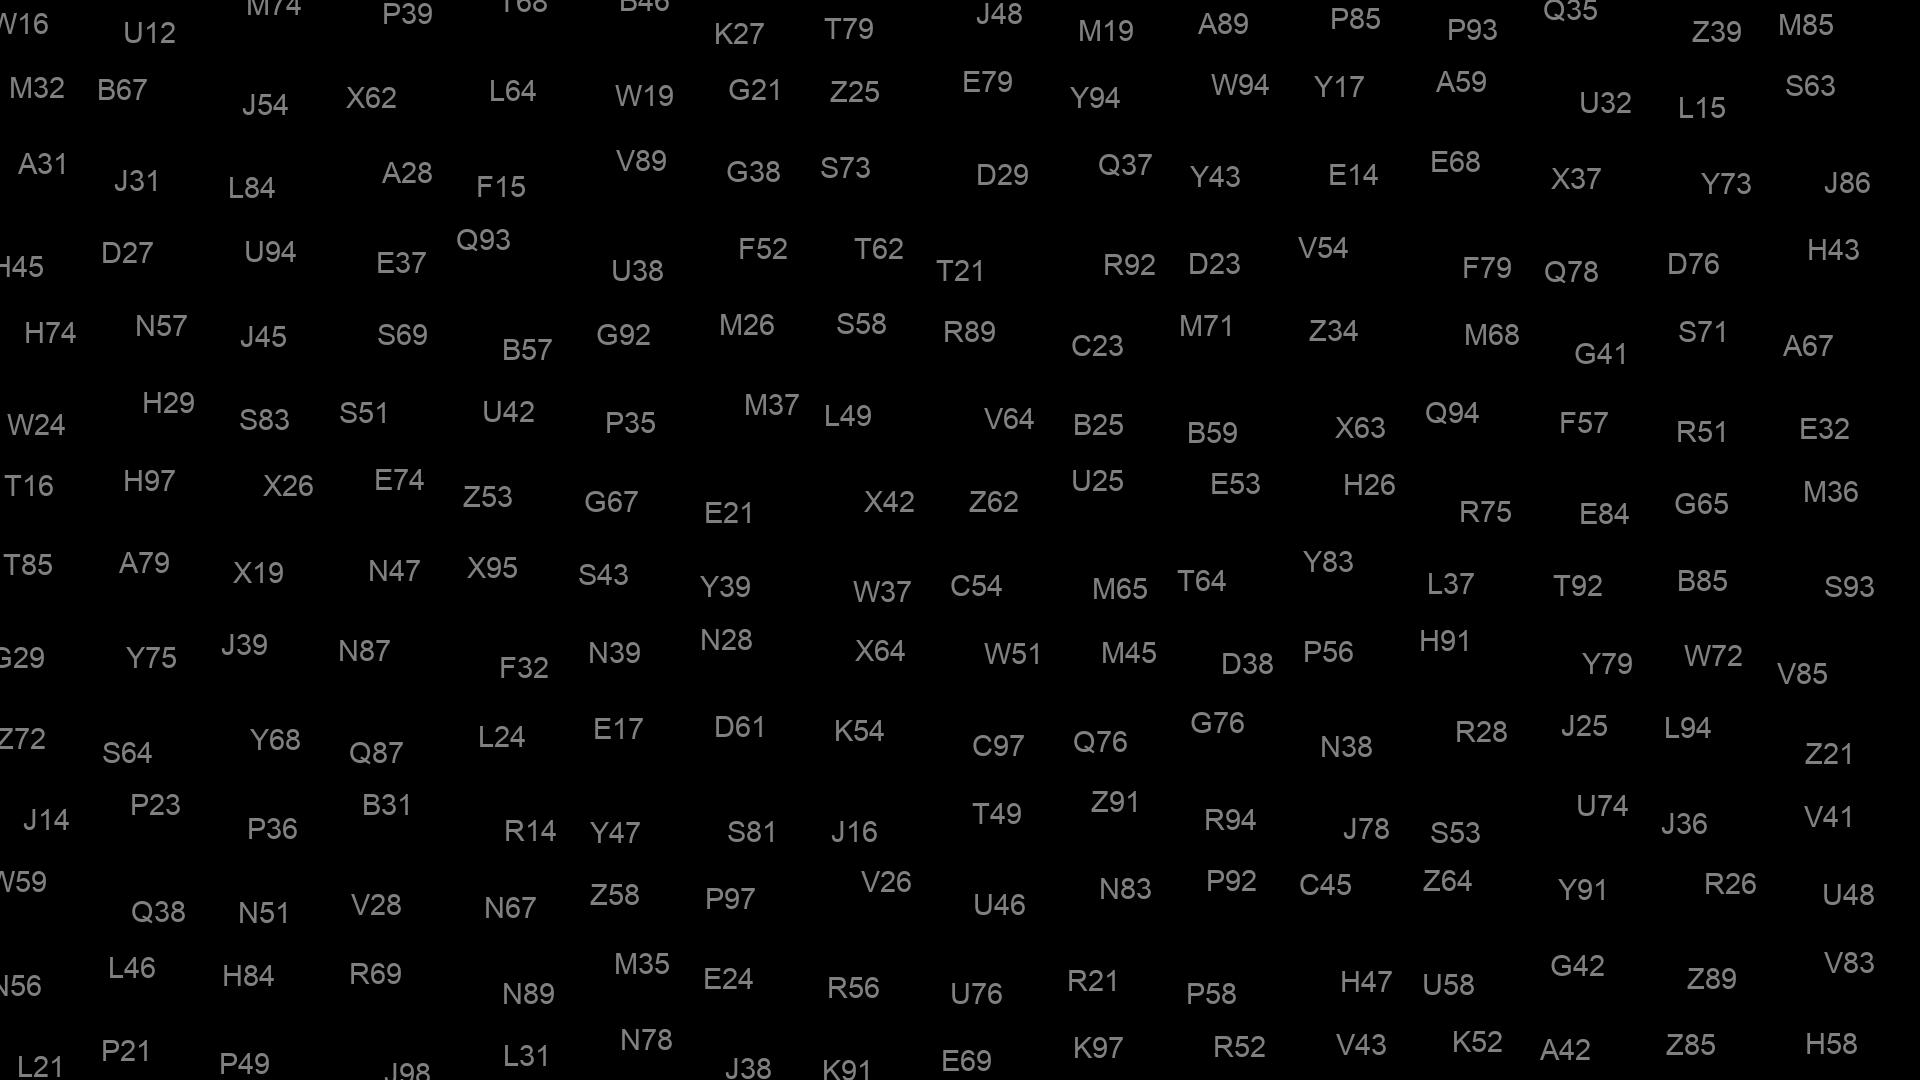 W16 U12 M74 P39 T68 B46 K27 T79 J48 M19 A89 P85 P93 Q35 Z39 M85
M32 B67 J54 X62 L64 W19 G21 Z25 E79 Y94 W94 Y17 A59 U32 L15 S63
A31 J31 L84 A28 F15 V89 G38 S73 D29 Q37 Y43 E14 E68 X37 Y73 J86
H45 D27 U94 E37 Q93 U38 F52 T62 T21 R92 D23 V54 F79 Q78 D76 H43
H74 N57 J45 S69 B57 G92 M26 S58 R89 C23 M71 Z34 M68 G41 S71 A67
W24 H29 S83 S51 U42 P35 M37 L49 V64 B25 B59 X63 Q94 F57 R51 E32
T16 H97 X26 E74 Z53 G67 E21 X42 Z62 U25 E53 H26 R75 E84 G65 M36
T85 A79 X19 N47 X95 S43 Y39 W37 C54 M65 T64 Y83 L37 T92 B85 S93
G29 Y75 J39 N87 F32 N39 N28 X64 W51 M45 D38 P56 H91 Y79 W72 V85
Z72 S64 Y68 Q87 L24 E17 D61 K54 C97 Q76 G76 N38 R28 J25 L94 Z21
J14 P23 P36 B31 R14 Y47 S81 J16 T49 Z91 R94 J78 S53 U74 J36 V41
W59 Q38 N51 V28 N67 Z58 P97 V26 U46 N83 P92 C45 Z64 Y91 R26 U48
N56 L46 H84 R69 N89 M35 E24 R56 U76 R21 P58 H47 U58 G42 Z89 V83
L21 P21 P49 J98 L31 N78 J38 K91 E69 K97 R52 V43 K52 A42 Z85 H58